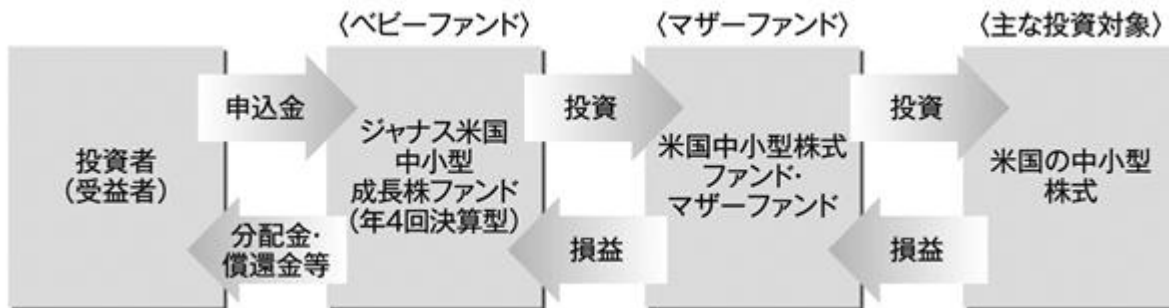 〈ベビーファンド〉
〈マザーファンド〉
〈主な投資対象〉
投資者
(受益者)
申込金
分配金・
償還金等
ジャナス米国
中小型
成長株ファンド
(年4回決算型)
投資
損益
米国中小型株式
ファンド・
マザーファンド
投資
損益
米国の中小型
株式